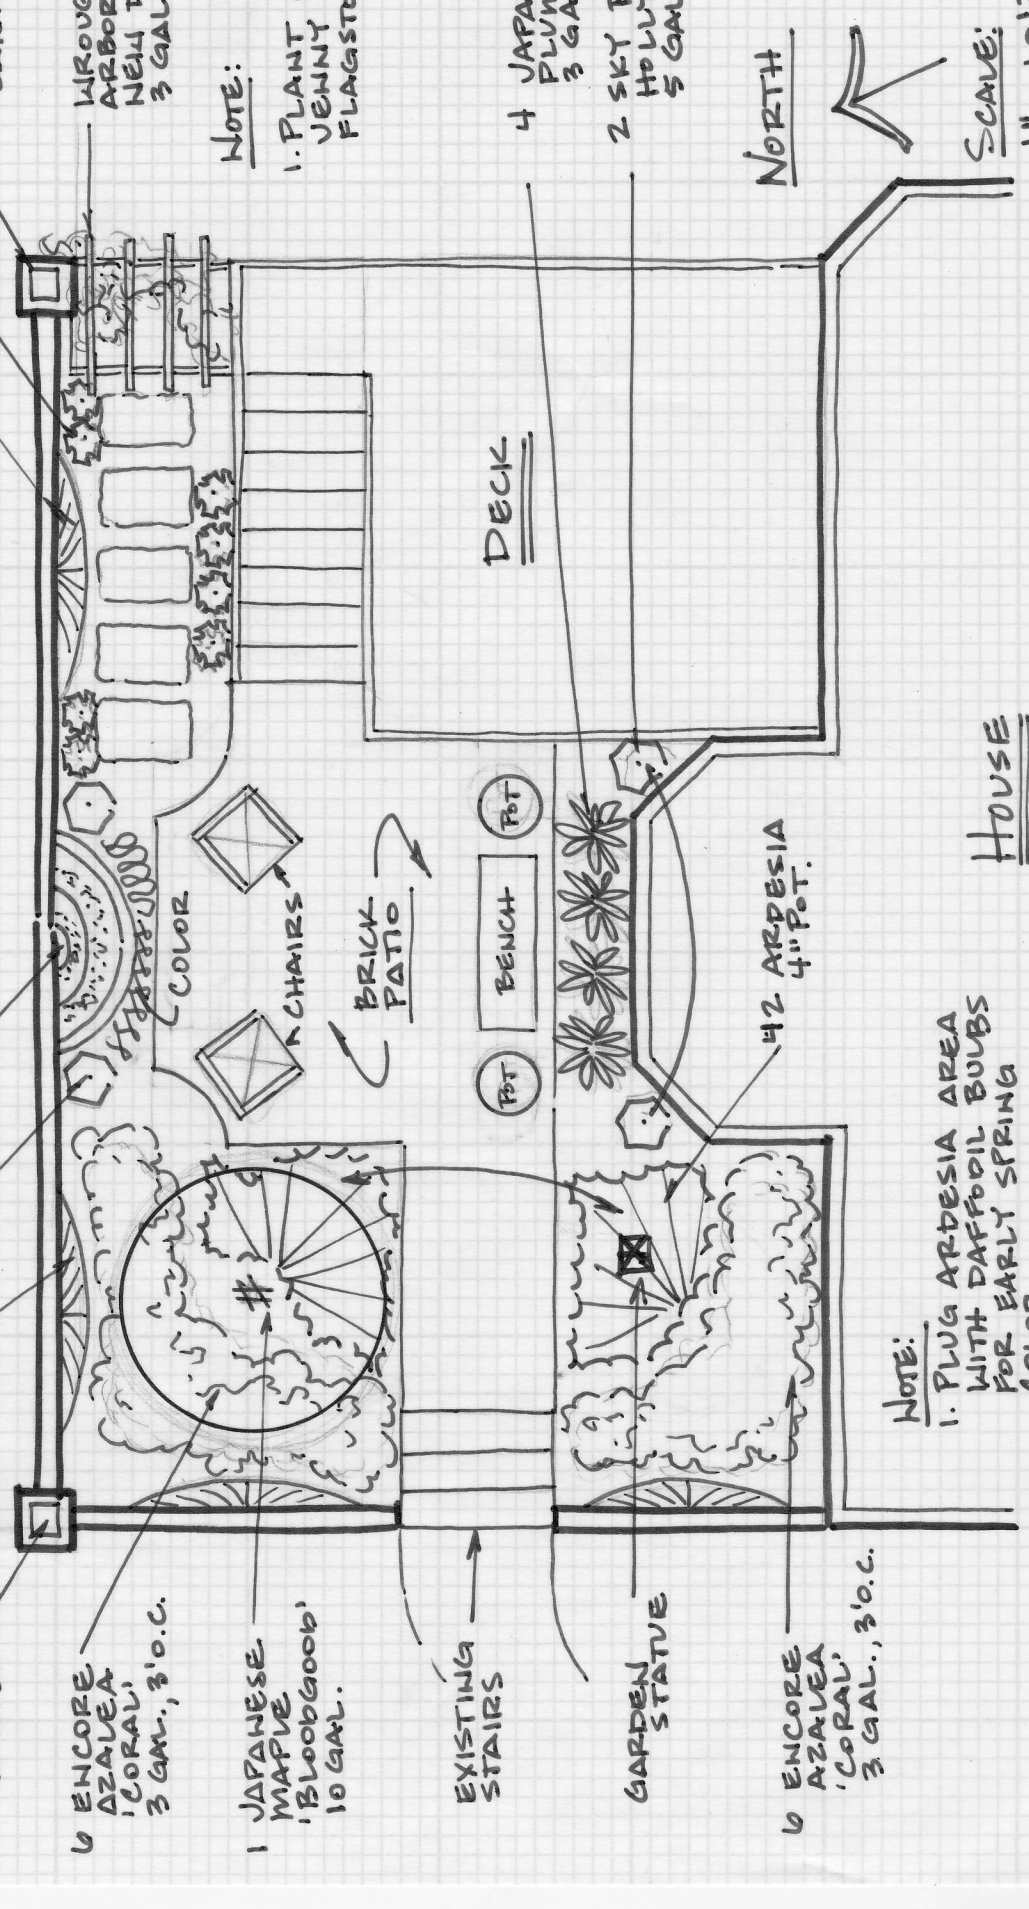 6 ENCORE
AZALEA
'CORAL'
3 GAL., 3'O.C.
1 JAPANESE
MAPLE
'BLOODGOOD'
10 GAL.
EXISTING
STAIRS
GARDEN
STATUE
6 ENCORE
AZALEA
'CORAL'
3 GAL., 3'O.C.
COLOR
CHAIRS
BRICK
PATIO
POT
BENCH
POT
42 ARDESIA
4" POT.
DECK
HOUSE
NOTE:
1. PLUG ARDESIA AREA
WITH DAFFODIL BULBS
FOR EARLY SPRING
WROUG
ARBOR
NEW
3 GAL
NOTE:
1. PLANT
JENNY
FLAGSTO
4 JAPA
PLUM
3 GA
2 SKY
HOLLY
5 GAL
NORTH
SCALE: